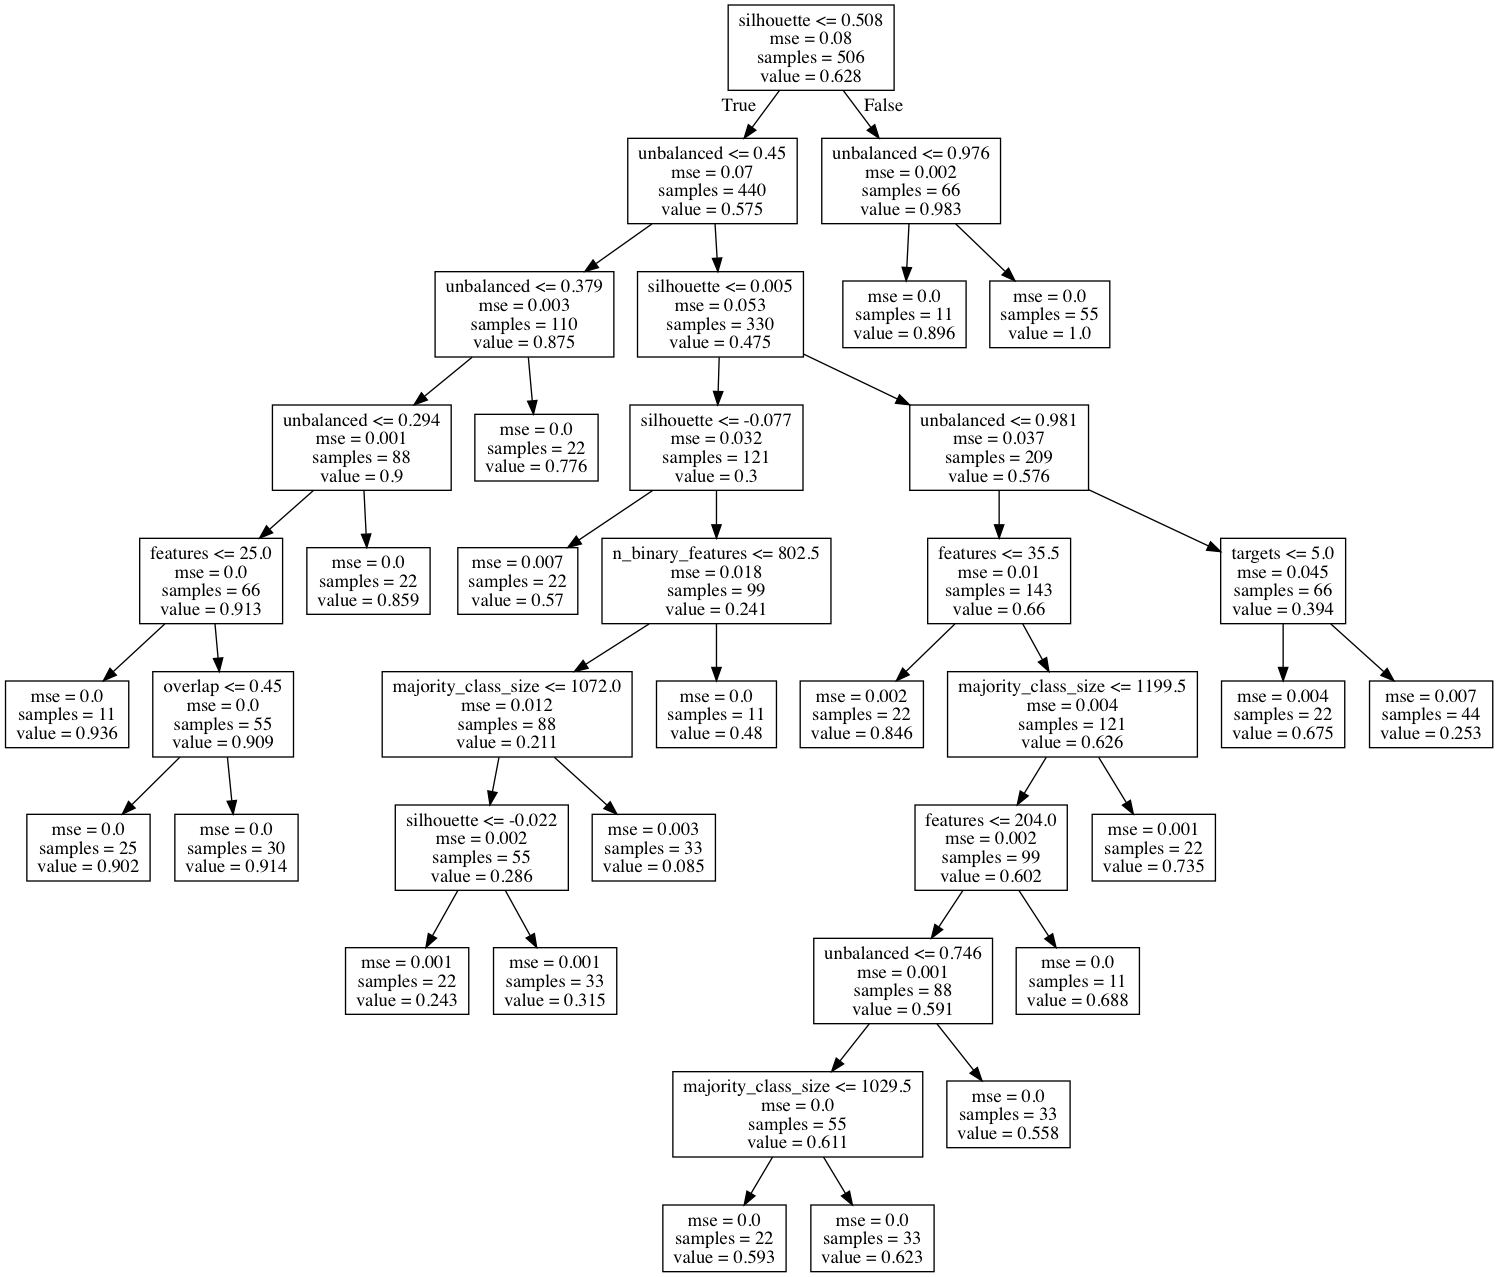 silhouette <= 0.508
mse = 0.08
samples = 506
value = 0.628
True
False
unbalanced <= 0.45
mse = 0.07
samples = 440
value = 0.575
unbalanced <= 0.976
mse = 0.002
samples = 66
value = 0.983
unbalanced <= 0.379
mse = 0.003
samples = 110
value = 0.875
silhouette <= 0.005
mse = 0.053
samples = 330
value = 0.475
mse = 0.0
samples = 11
value = 0.896
mse = 0.0
samples = 55
value = 1.0
unbalanced <= 0.294
mse = 0.001
samples = 88
value = 0.9
mse = 0.0
samples = 22
value = 0.776
silhouette <= -0.077
mse = 0.032
samples = 121
value = 0.3
unbalanced <= 0.981
mse = 0.037
samples = 209
value = 0.576
features <= 25.0
mse = 0.0
samples = 66
value = 0.913
mse = 0.0
samples = 22
value = 0.859
mse = 0.007
samples = 22
value = 0.57
n_binary_features <= 802.5
mse = 0.018
samples = 99
value = 0.241
features <= 35.5
mse = 0.01
samples = 143
value = 0.66
targets <= 5.0
mse = 0.045
samples = 66
value = 0.394
mse = 0.0
samples = 11
value = 0.936
overlap <= 0.45
mse = 0.0
samples = 55
value = 0.909
majority_class_size <= 1072.0
mse = 0.012
samples = 88
value = 0.211
mse = 0.0
samples = 11
value = 0.48
mse = 0.002
samples = 22
value = 0.846
majority_class_size <= 1199.5
mse = 0.004
samples = 121
value = 0.626
mse = 0.004
samples = 22
value = 0.675
mse = 0.007
samples = 44
value = 0.253
mse = 0.0
samples = 25
value = 0.902
mse = 0.0
samples = 30
value = 0.914
silhouette <= -0.022
mse = 0.002
samples = 55
value = 0.286
mse = 0.003
samples = 33
value = 0.085
features <= 204.0
mse = 0.002
samples = 99
value = 0.602
mse = 0.001
samples = 22
value = 0.735
mse = 0.001
samples = 22
value = 0.243
mse = 0.001
samples = 33
value = 0.315
unbalanced <= 0.746
mse = 0.001
samples = 88
value = 0.591
mse = 0.0
samples = 11
value = 0.688
majority_class_size <= 1029.5
mse = 0.0
samples = 55
value = 0.611
mse = 0.0
samples = 33
value = 0.558
mse = 0.0
samples = 22
value = 0.593
mse = 0.0
samples = 33
value = 0.623